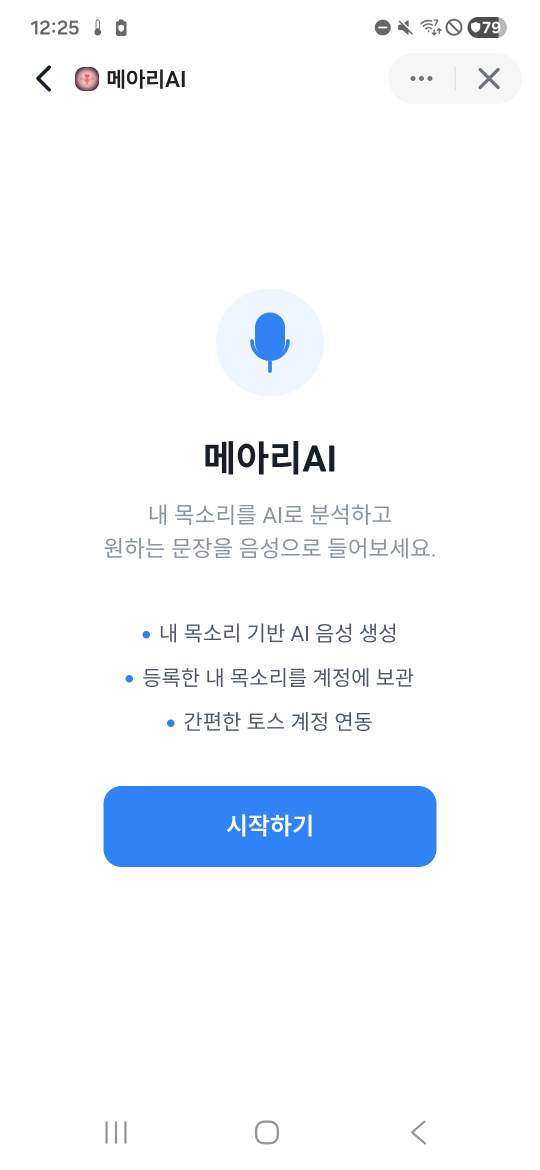 12:25
79
메아리AI
메아리AI
내 목소리를 AI로 분석하고
원하는 문장을 음성으로 들어보세요.
• 내 목소리 기반 AI 음성 생성
• 등록한 내 목소리를 계정에 보관
• 간편한 토스 계정 연동
시작하기